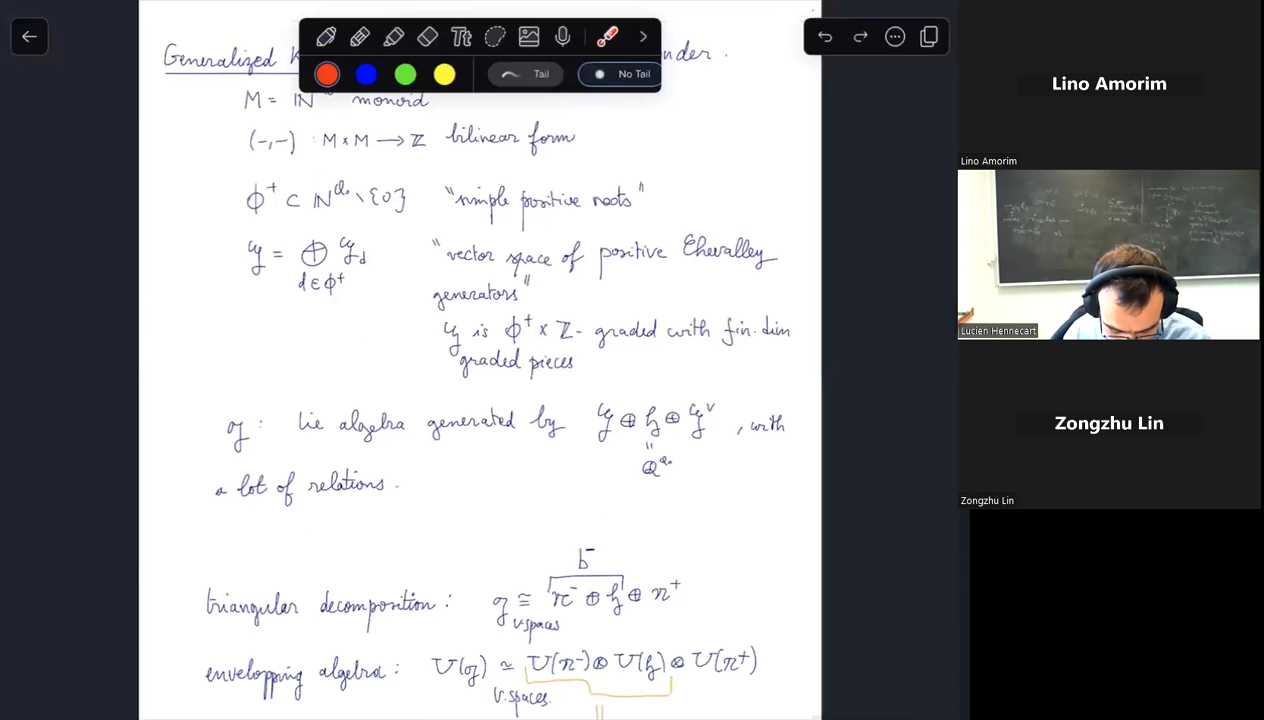 Tt
Tail
No Tail
Generalized K
nder.
M = ℕ monoid
(-,-) : M × M → ℤ bilinear form
ϕ⁺ ⊂ ℕ^{Q₀} \ {0} "simple positive roots"
𝒢 = ⊕_{d∈ϕ⁺} 𝒢_d "vector space of positive Chevalley
generators"
𝒢 is ϕ⁺ × ℤ - graded with fin. dim
graded pieces
𝔤 : Lie algebra generated by 𝒢 ⊕ 𝔥 ⊕ 𝒢^∨ , with
"
ℚ^{Q₀}
a lot of relations.
b⁻
triangular decomposition : 𝔤 ≅ 𝔫⁻ ⊕ 𝔥 ⊕ 𝔫⁺
v.spaces
envelopping algebra : U(𝔤) ≃ U(𝔫⁻) ⊗ U(𝔥) ⊗ U(𝔫⁺)
v.spaces.
Lino Amorim
Lino Amorim
Lucien Hennecart
Zongzhu Lin
Zongzhu Lin